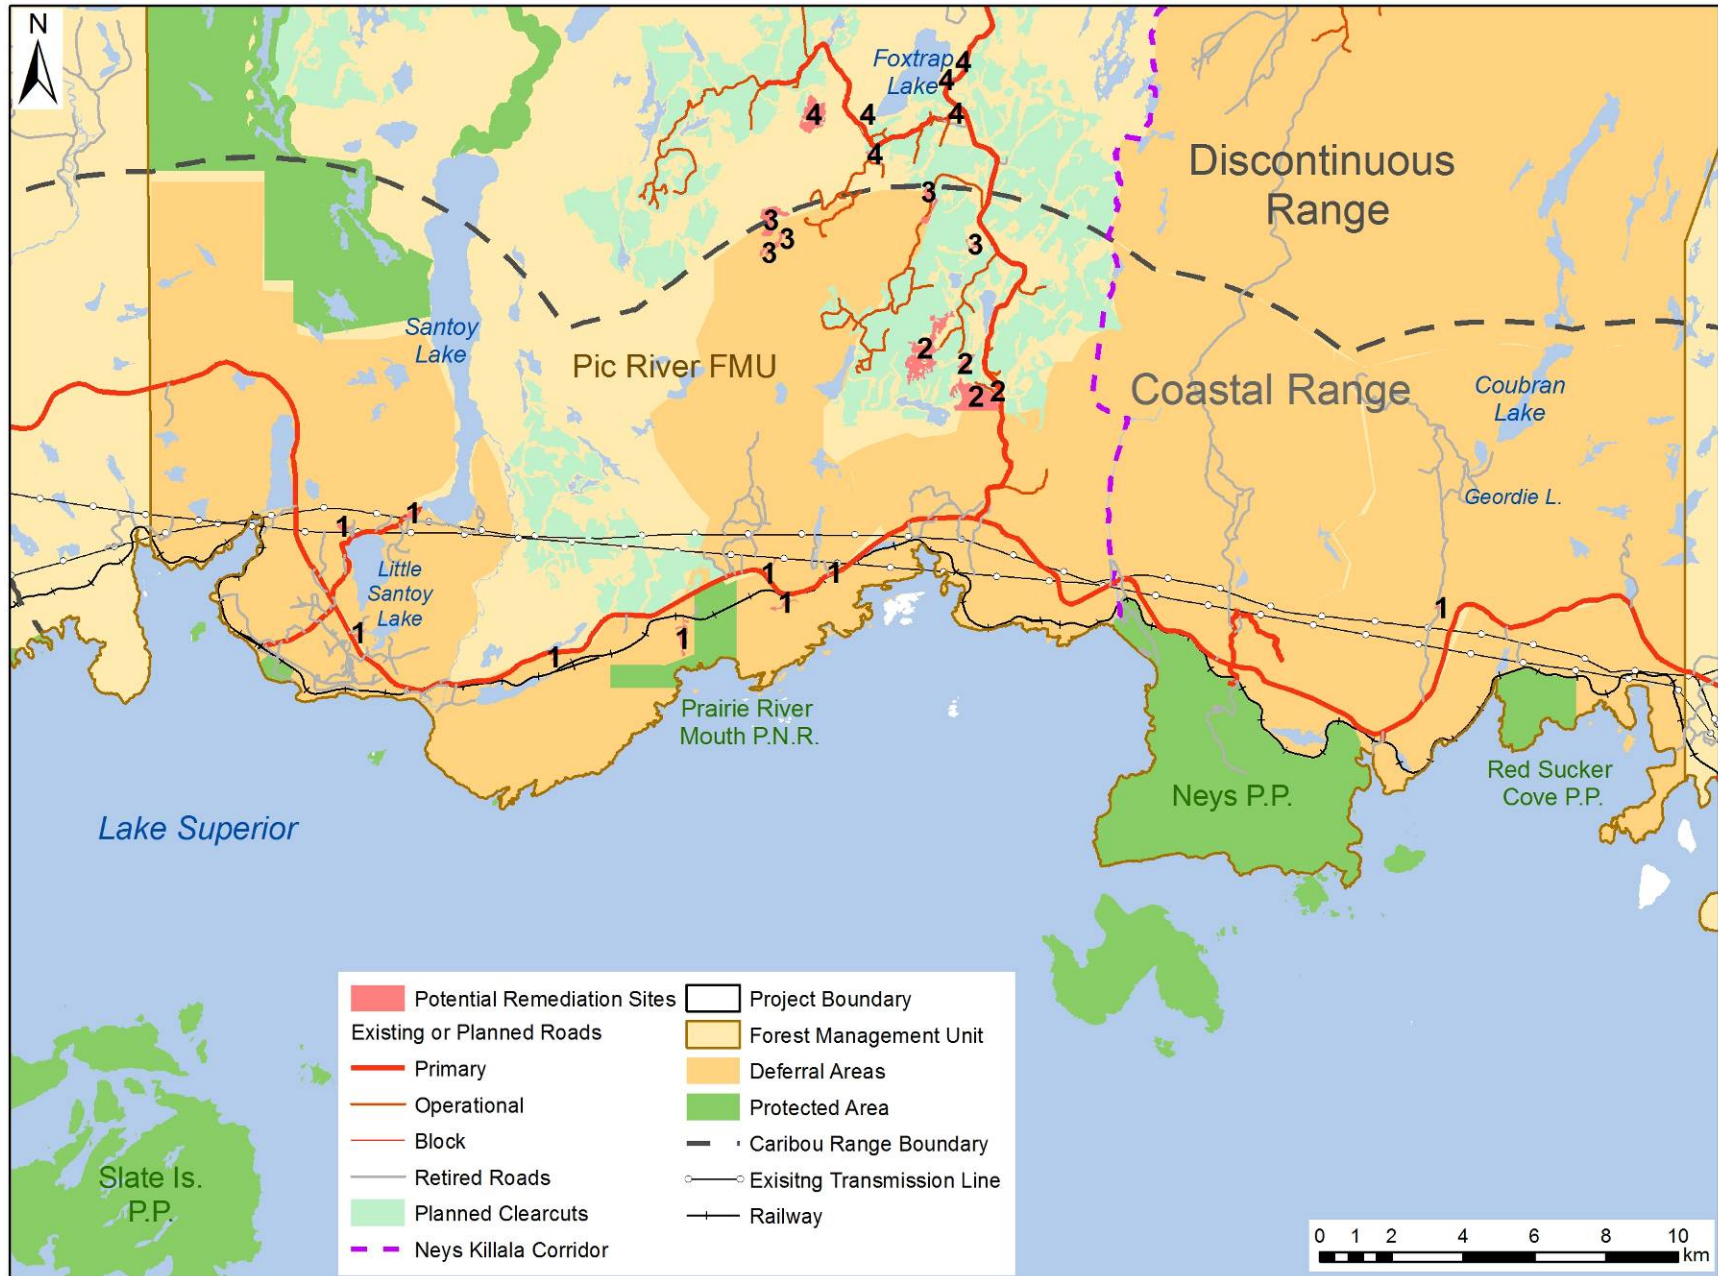 N
Foxtrap
Lake
4
4
4
4
4
4
Discontinuous
Range
3
3
3
3
3
Santoy
Lake
Pic River FMU
2
2
2
2
Coastal Range
Coubran
Lake
Geordie L.
1
1
Little
Santoy
Lake
1
1
1
1
1
1
1
Prairie River
Mouth P.N.R.
Neys P.P.
Red Sucker
Cove P.P.
Lake Superior
Slate Is.
P.P.
Potential Remediation Sites
Existing or Planned Roads
Primary
Operational
Block
Retired Roads
Planned Clearcuts
Neys Killala Corridor
Project Boundary
Forest Management Unit
Deferral Areas
Protected Area
Caribou Range Boundary
Exisitng Transmission Line
Railway
0 1 2 4 6 8 10
km